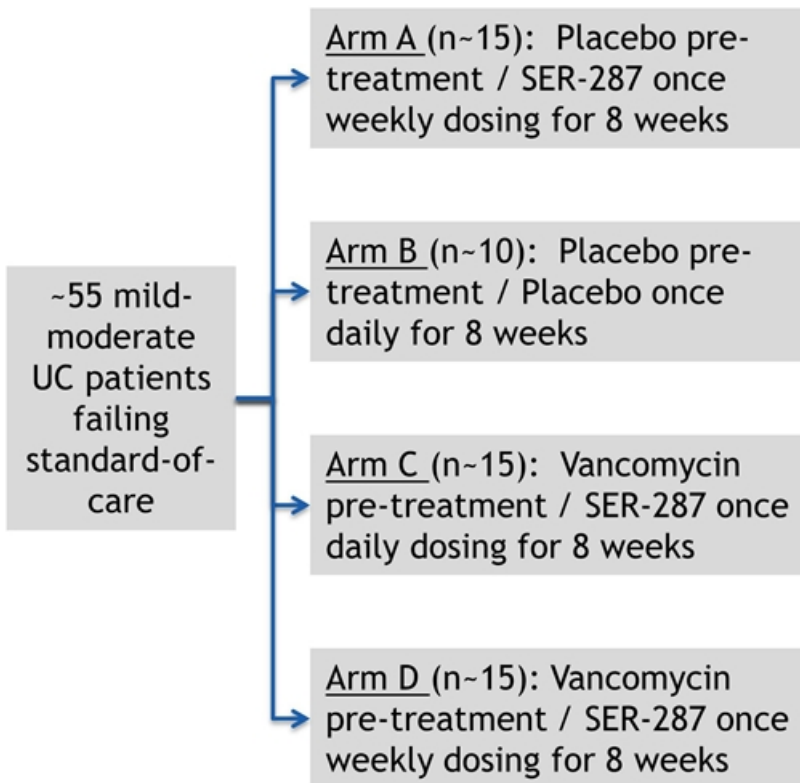 ~55 mild-
moderate
UC patients
failing
standard-of-
care
Arm A (n~15):  Placebo pre-
treatment / SER-287 once
weekly dosing for 8 weeks
Arm B (n~10):  Placebo pre-
treatment / Placebo once
daily for 8 weeks
Arm C (n~15):  Vancomycin
pre-treatment / SER-287 once
daily dosing for 8 weeks
Arm D (n~15): Vancomycin
pre-treatment / SER-287 once
weekly dosing for 8 weeks